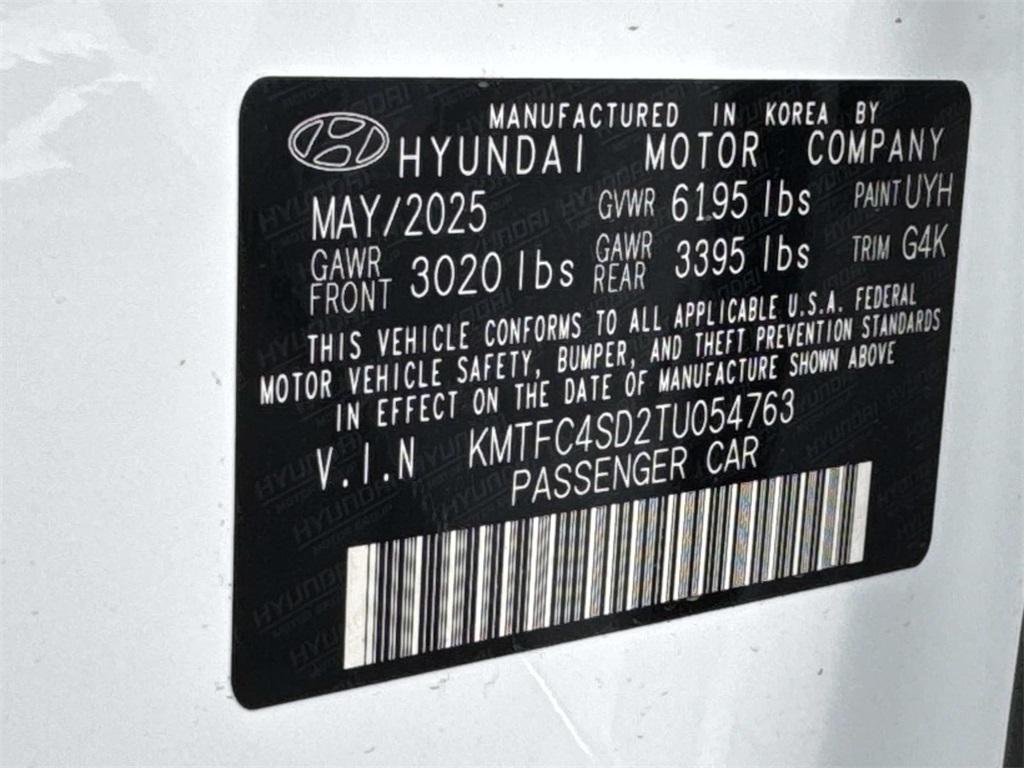 MANUFACTURED IN KOREA BY
HYUNDAI MOTOR COMPANY
MAY/2025 GVWR 6195 lbs PAINT UYH
GAWR FRONT 3020 lbs GAWR REAR 3395 lbs TRIM G4K
THIS VEHICLE CONFORMS TO ALL APPLICABLE U.S.A. FEDERAL
MOTOR VEHICLE SAFETY, BUMPER, AND THEFT PREVENTION STANDARDS
IN EFFECT ON THE DATE OF MANUFACTURE SHOWN ABOVE
V.I.N KMTFC4SD2TU054763
PASSENGER CAR